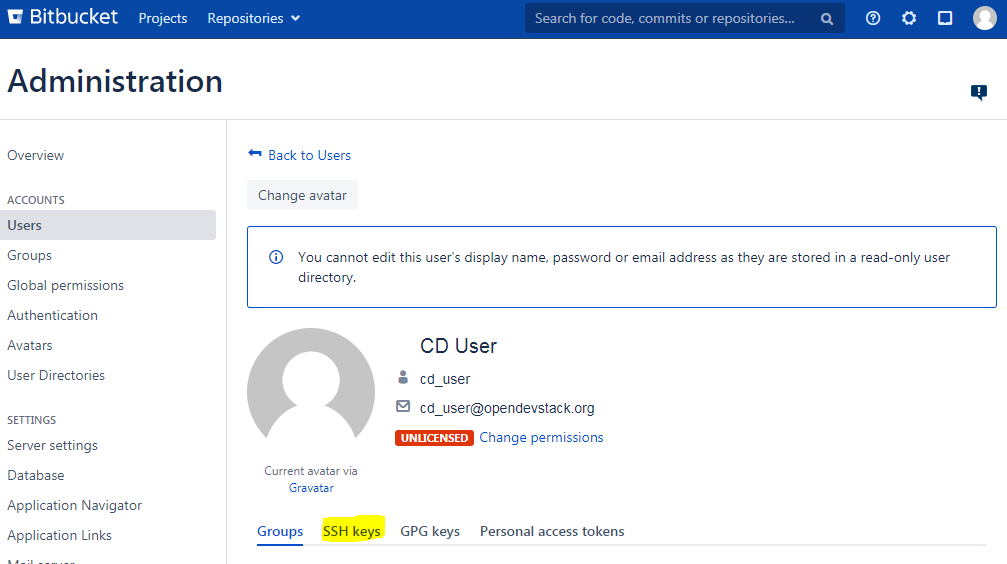 Bitbucket Projects Repositories Search for code, commits or repositories...
Administration
Overview
ACCOUNTS
Users
Groups
Global permissions
Authentication
Avatars
User Directories
SETTINGS
Server settings
Database
Application Navigator
Application Links
Mail server
Back to Users
Change avatar
You cannot edit this user's display name, password or email address as they are stored in a read-only user
directory.
CD User
cd_user
cd_user@opendevstack.org
UNLICENSED Change permissions
Current avatar via
Gravatar
Groups SSH keys GPG keys Personal access tokens